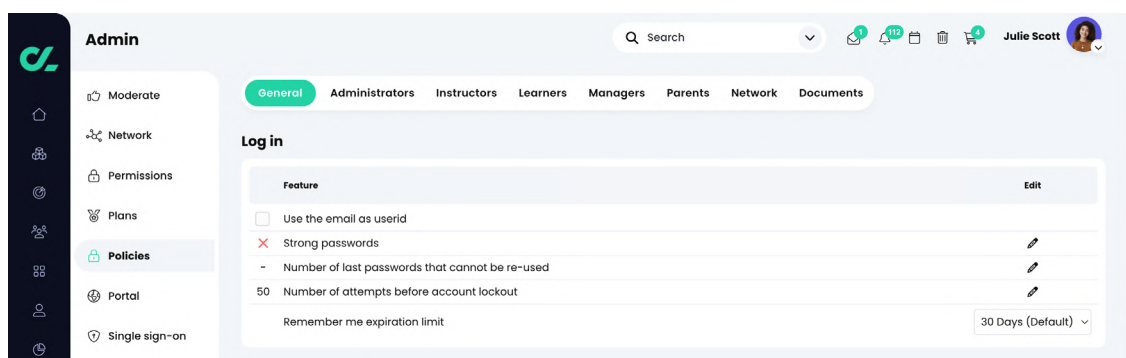 Admin
Search
1
112
4
Julie Scott
Moderate
Network
Permissions
Plans
Policies
Portal
Single sign-on
General Administrators Instructors Learners Managers Parents Network Documents
Log in
Feature Edit
Use the email as userid
Strong passwords
- Number of last passwords that cannot be re-used
50 Number of attempts before account lockout
Remember me expiration limit 30 Days (Default)